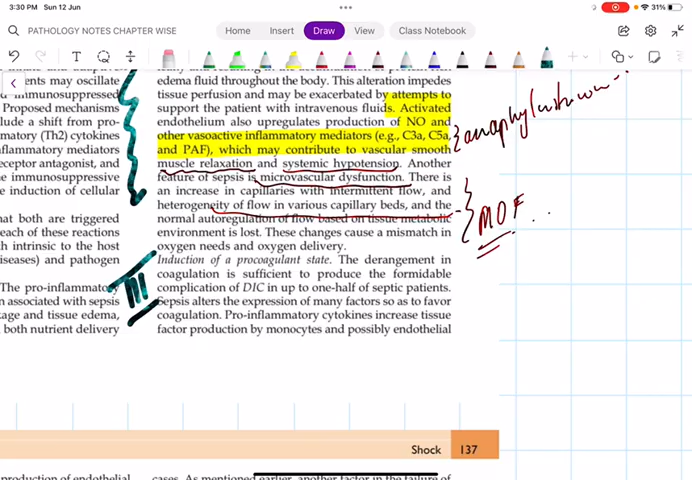 3:30 PM Sun 12 Jun
31%
PATHOLOGY NOTES CHAPTER WISE
Home Insert Draw View Class Notebook
ents may oscillate
immunosuppressed
Proposed mechanisms
lude a shift from pro-
matory (Th2) cytokines
flammatory mediators
eceptor antagonist, and
e immunosuppressive
e induction of cellular
hat both are triggered
each of these reactions
th intrinsic to the host
iseases) and pathogen
The pro-inflammatory
n associated with sepsis
kage and tissue edema,
both nutrient delivery
edema fluid throughout the body. This alteration impedes
tissue perfusion and may be exacerbated by attempts to
support the patient with intravenous fluids. Activated
endothelium also upregulates production of NO and
other vasoactive inflammatory mediators (e.g., C3a, C5a,
and PAF), which may contribute to vascular smooth
muscle relaxation and systemic hypotension. Another
feature of sepsis is microvascular dysfunction. There is
an increase in capillaries with intermittent flow, and
heterogeneity of flow in various capillary beds, and the
normal autoregulation of flow based on tissue metabolic
environment is lost. These changes cause a mismatch in
oxygen needs and oxygen delivery.
Induction of a procoagulant state. The derangement in
coagulation is sufficient to produce the formidable
complication of DIC in up to one-half of septic patients.
Sepsis alters the expression of many factors so as to favor
coagulation. Pro-inflammatory cytokines increase tissue
factor production by monocytes and possibly endothelial
MOF ..
III
Shock 137
production of endothelial
cases. As mentioned earlier, another factor in the failure of